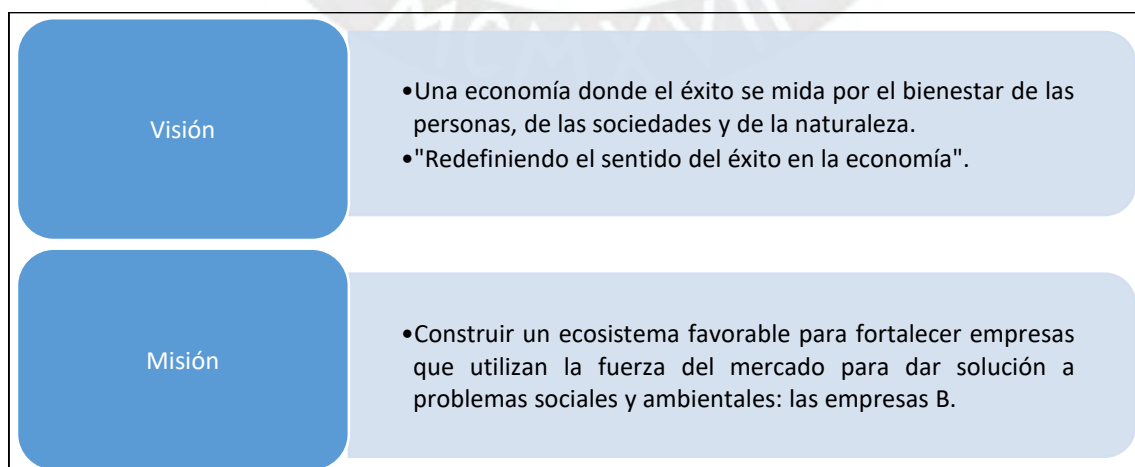 MCMXVII
Visión
•Una economía donde el éxito se mida por el bienestar de las
personas, de las sociedades y de la naturaleza.
•"Redefiniendo el sentido del éxito en la economía".
Misión
•Construir un ecosistema favorable para fortalecer empresas
que utilizan la fuerza del mercado para dar solución a
problemas sociales y ambientales: las empresas B.